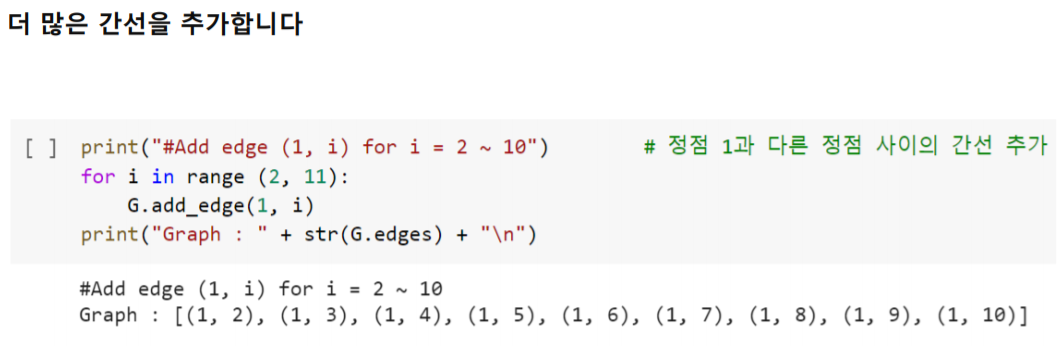 더 많은 간선을 추가합니다
[ ] print("#Add edge (1, i) for i = 2 ~ 10") # 정점 1과 다른 정점 사이의 간선 추가
for i in range (2, 11):
    G.add_edge(1, i)
print("Graph : " + str(G.edges) + "\n")
#Add edge (1, i) for i = 2 ~ 10
Graph : [(1, 2), (1, 3), (1, 4), (1, 5), (1, 6), (1, 7), (1, 8), (1, 9), (1, 10)]